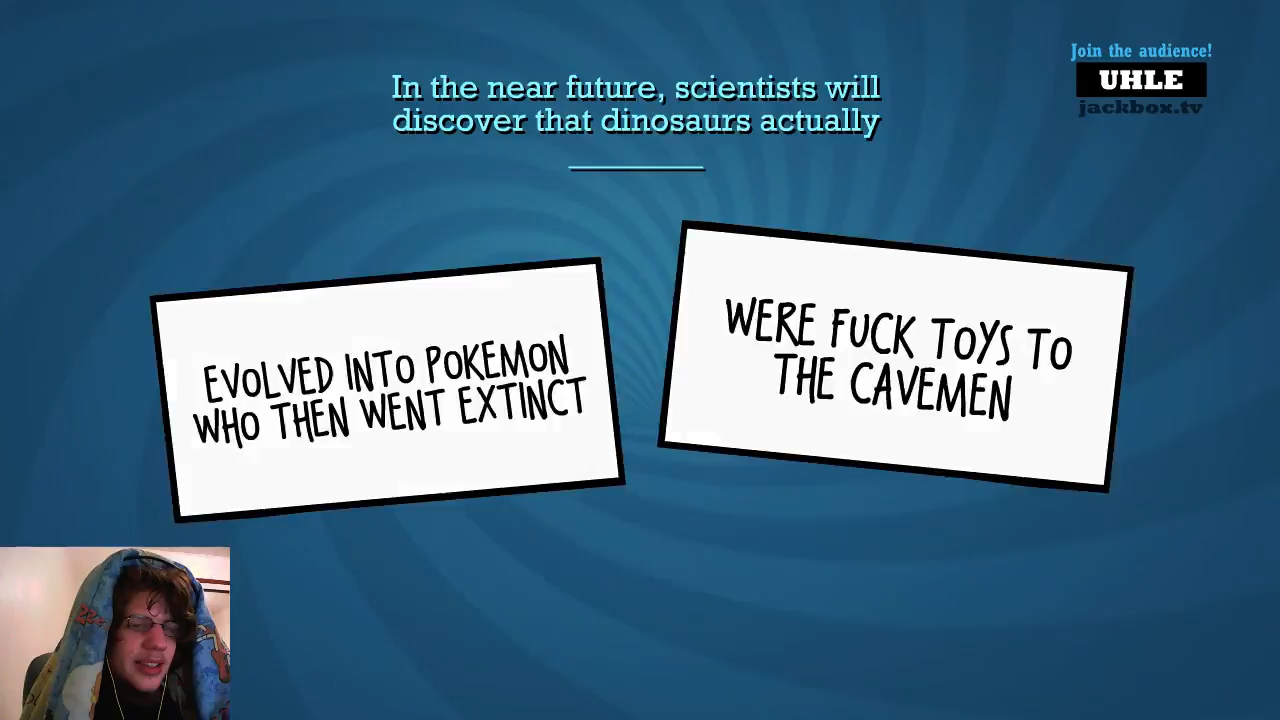 Join the audience!
UHLE
jackbox.tv
In the near future, scientists will
discover that dinosaurs actually
EVOLVED INTO POKEMON
WHO THEN WENT EXTINCT
WERE FUCK TOYS TO
THE CAVEMEN